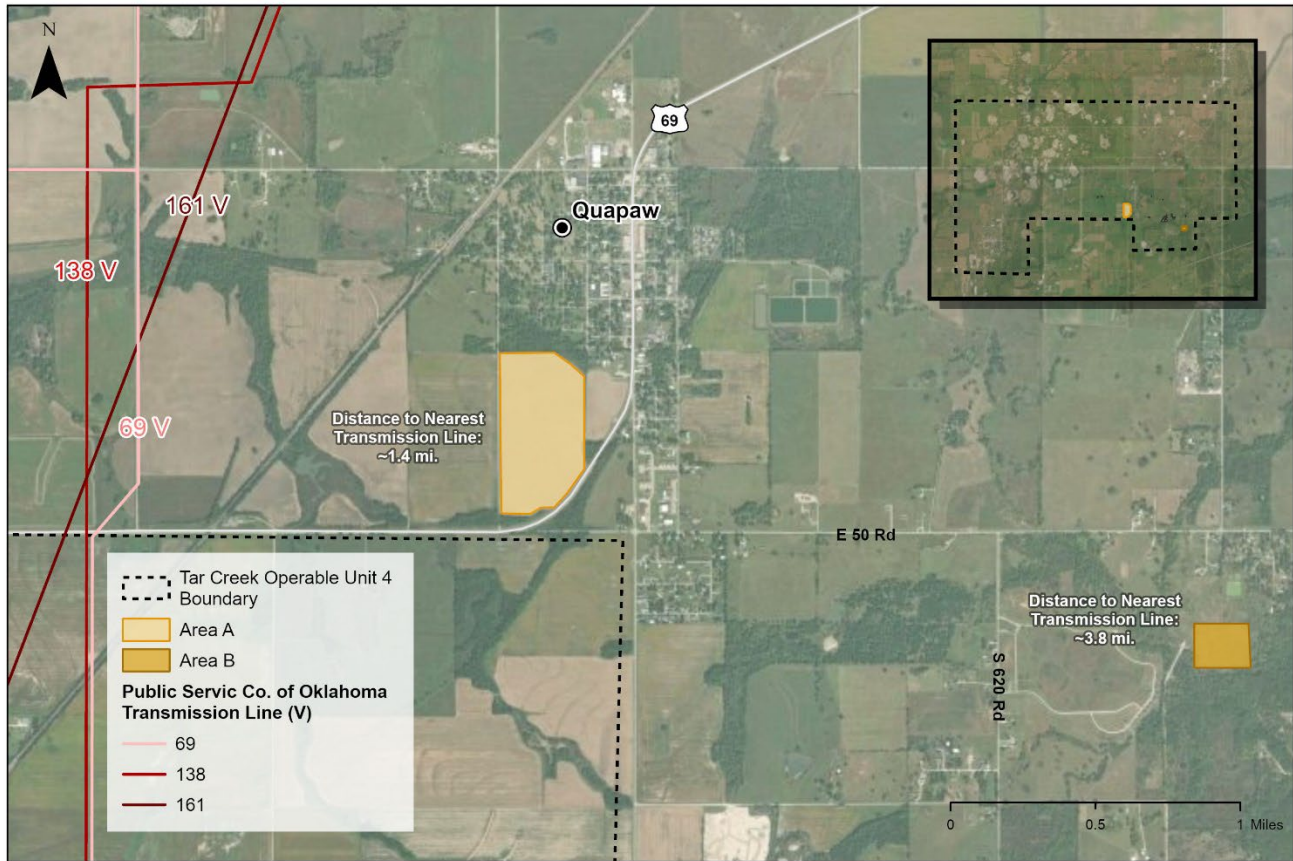 N
69
Quapaw
161 V
138 V
69 V
Distance to Nearest
Transmission Line:
~1.4 mi.
E 50 Rd
Distance to Nearest
Transmission Line:
~3.8 mi.
S 620 Rd
Tar Creek Operable Unit 4
Boundary
Area A
Area B
Public Servic Co. of Oklahoma
Transmission Line (V)
69
138
161
0 0.5 1 Miles